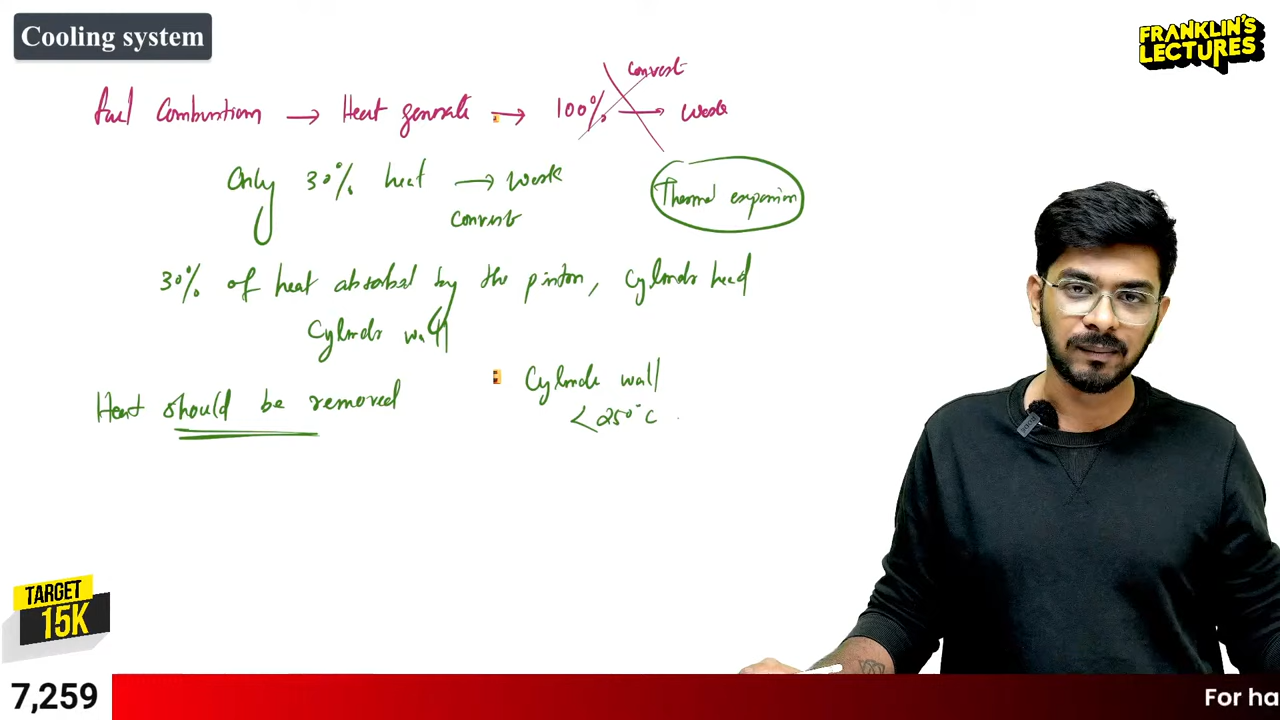 Cooling system
FRANKLIN'S
LECTURES
Fuel Combustion → Heat generate → 100% convert → work
Only 30% heat → work
convert
Thermal expansion
30% of heat absorbed by the piston, Cylinder head
Cylinder wall
Heat should be removed
Cylinder wall
<250°C
TARGET
15K
7,259
For ha